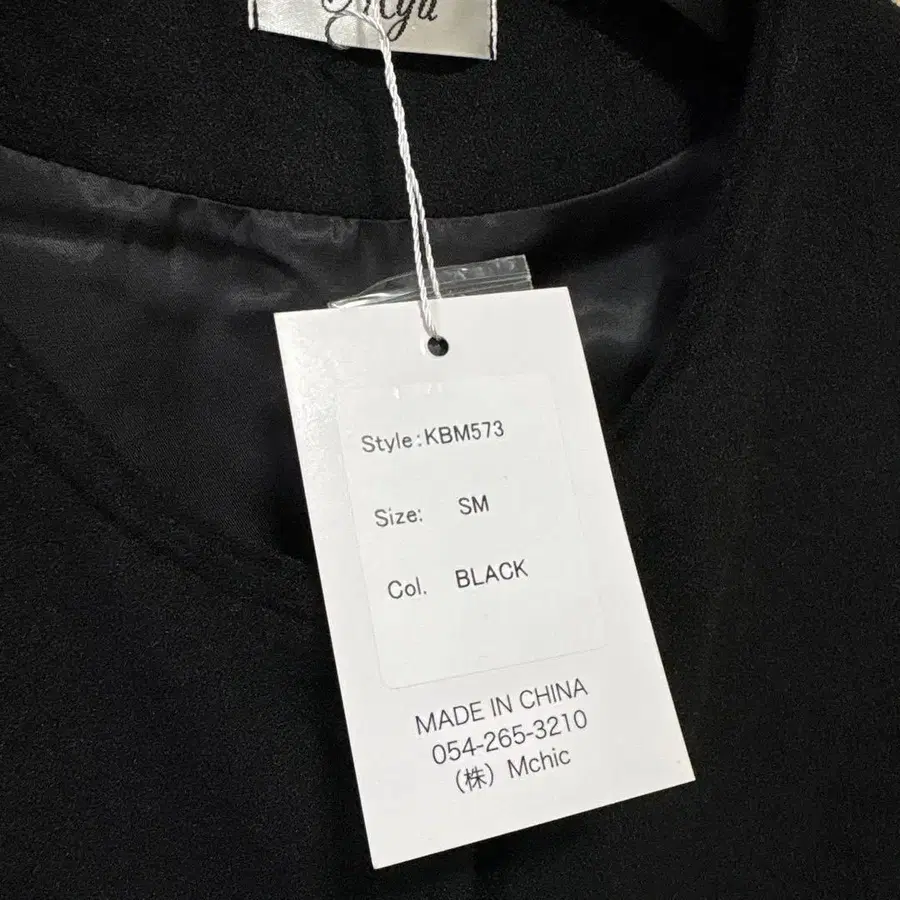 Style:KBM573
Size: SM
Col. BLACK
MADE IN CHINA
054-265-3210
(株) Mchic